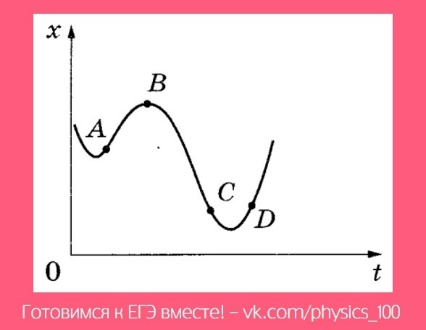 x
B
A
C
D
0
t
Готовимся к ЕГЭ вместе! – vk.com/physics_100